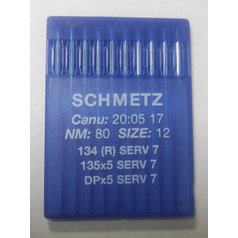 SCHMETZ
Canu: 20:05 17
NM: 80 SIZE: 12
134 (R) SERV 7
135x5 SERV 7
DPx5 SERV 7